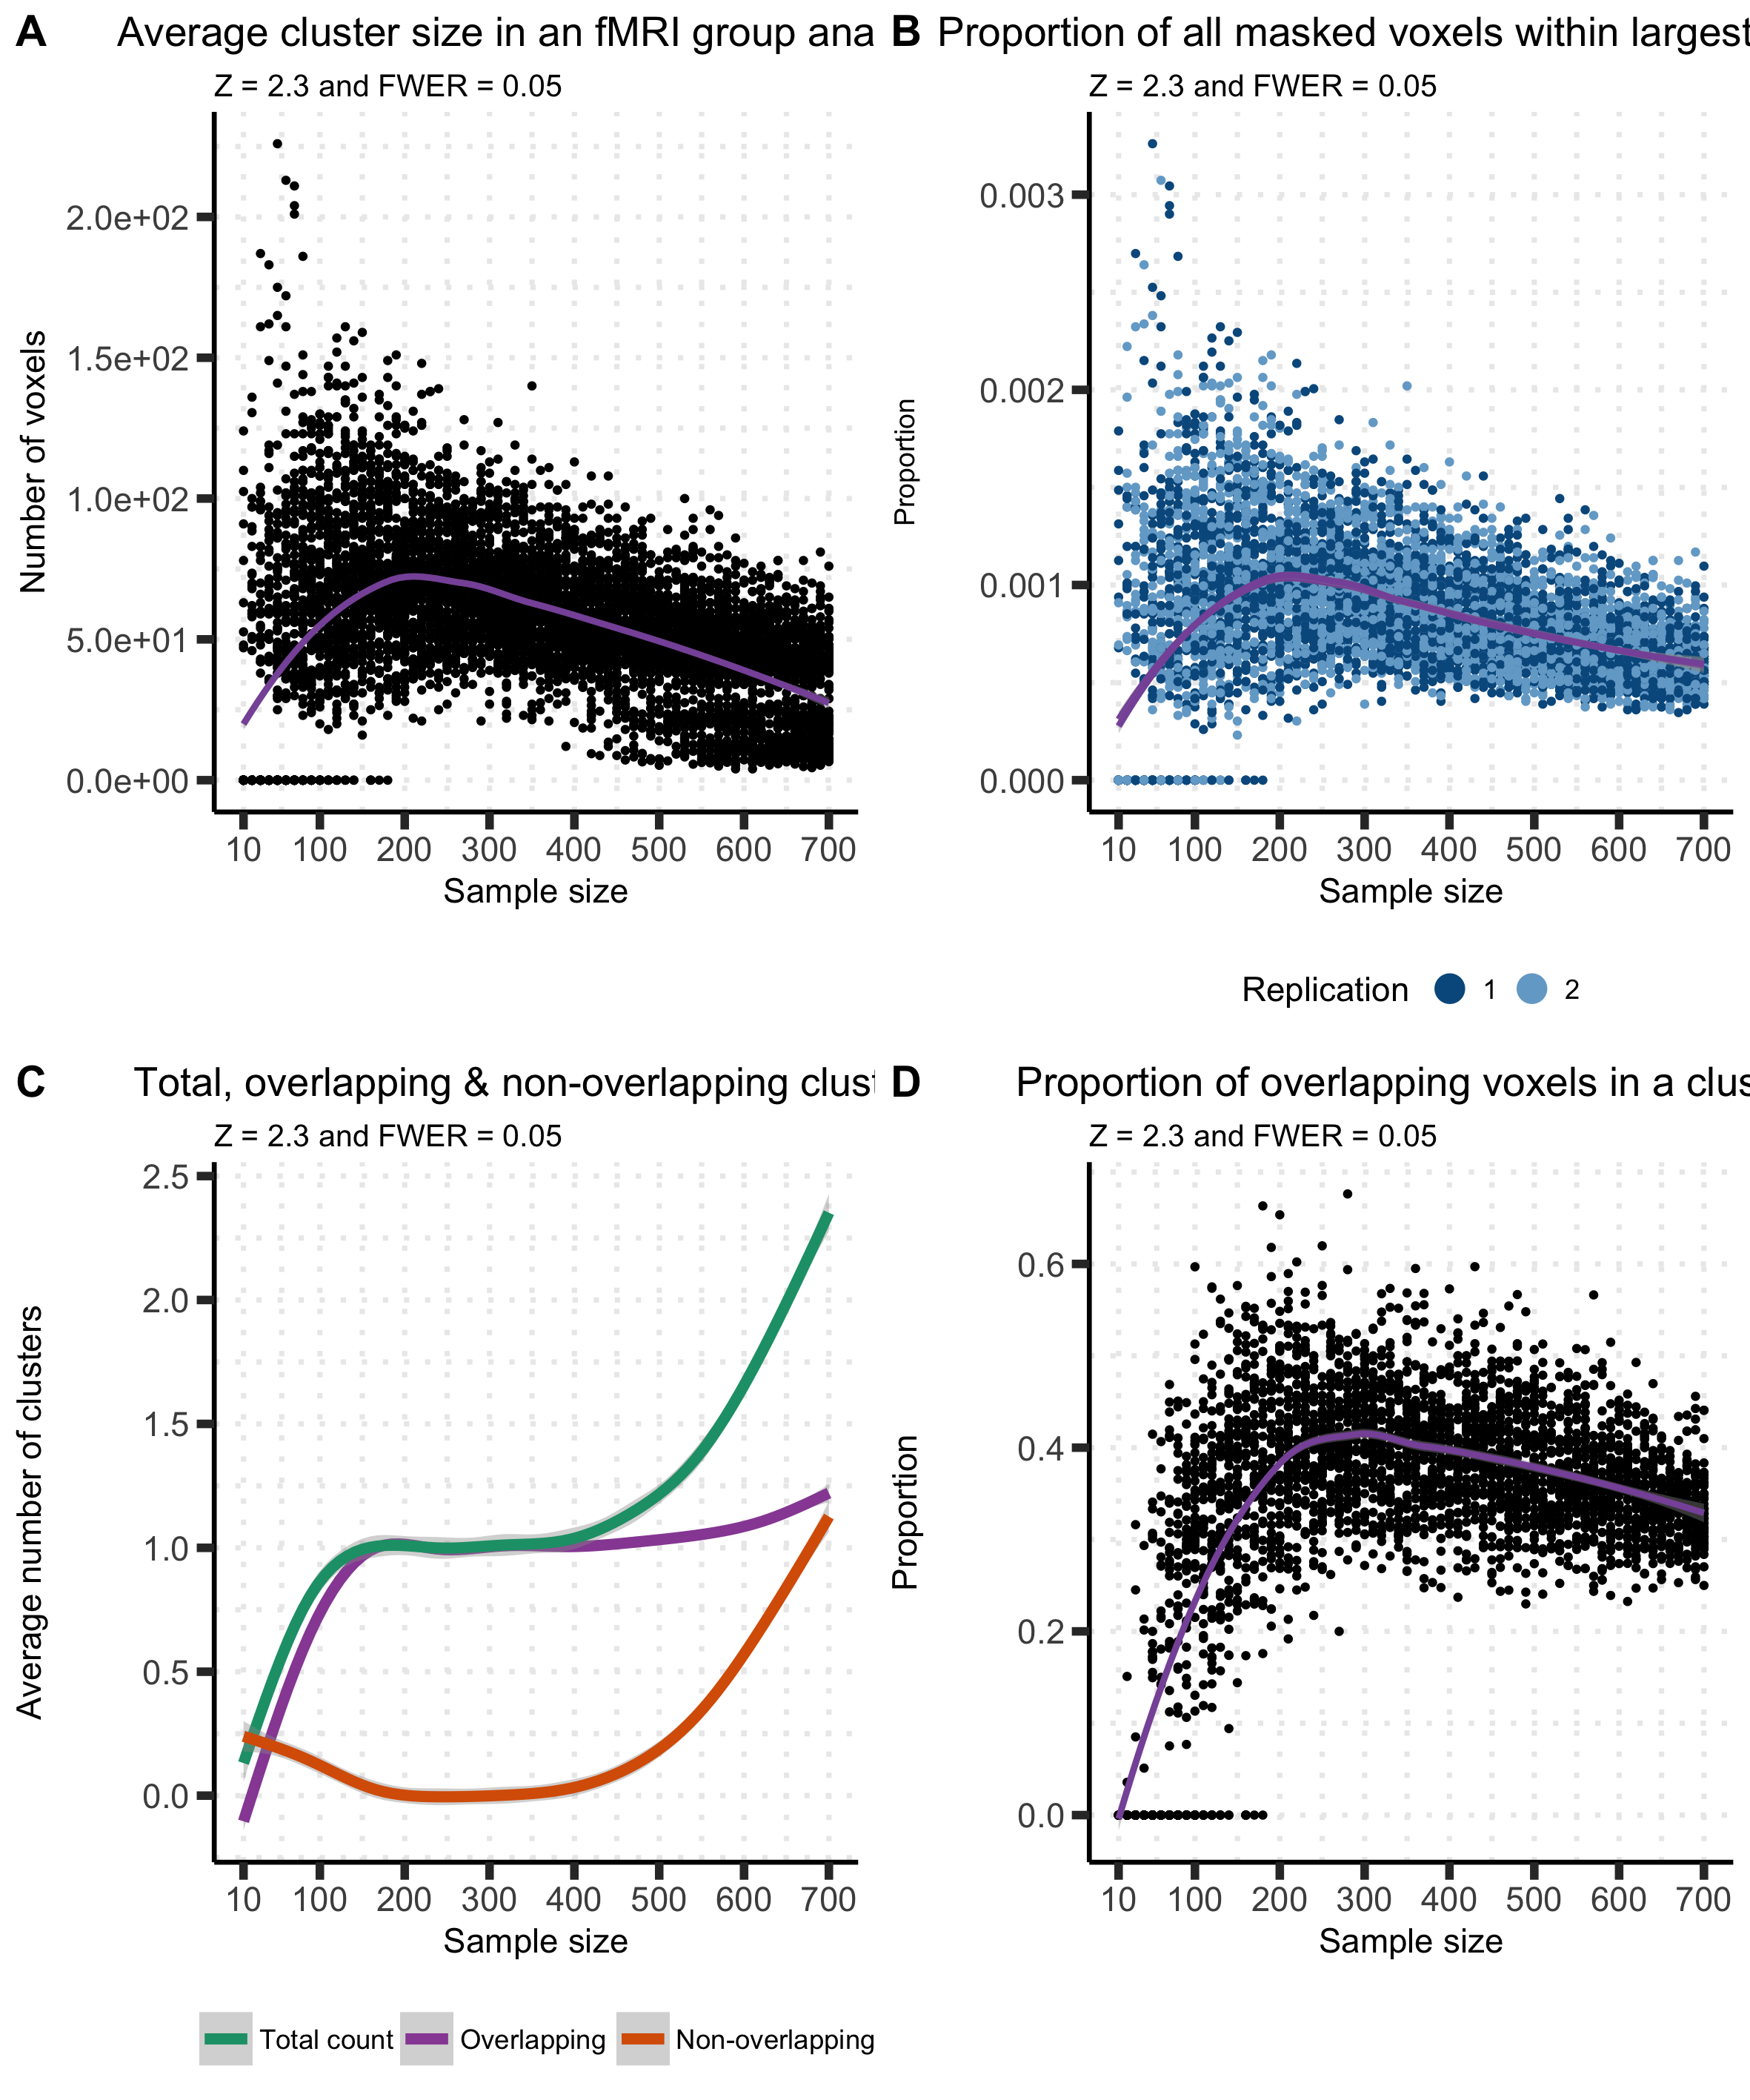 A Average cluster size in an fMRI group ana
Z = 2.3 and FWER = 0.05
Number of voxels
2.0e+02
1.5e+02
1.0e+02
5.0e+01
0.0e+00
10 100 200 300 400 500 600 700
Sample size
B Proportion of all masked voxels within largest
Z = 2.3 and FWER = 0.05
Proportion
0.003
0.002
0.001
0.000
10 100 200 300 400 500 600 700
Sample size
Replication 1 2
C Total, overlapping & non-overlapping clust
Z = 2.3 and FWER = 0.05
Average number of clusters
2.5
2.0
1.5
1.0
0.5
0.0
10 100 200 300 400 500 600 700
Sample size
Total count Overlapping Non-overlapping
D Proportion of overlapping voxels in a clus
Z = 2.3 and FWER = 0.05
Proportion
0.6
0.4
0.2
0.0
10 100 200 300 400 500 600 700
Sample size